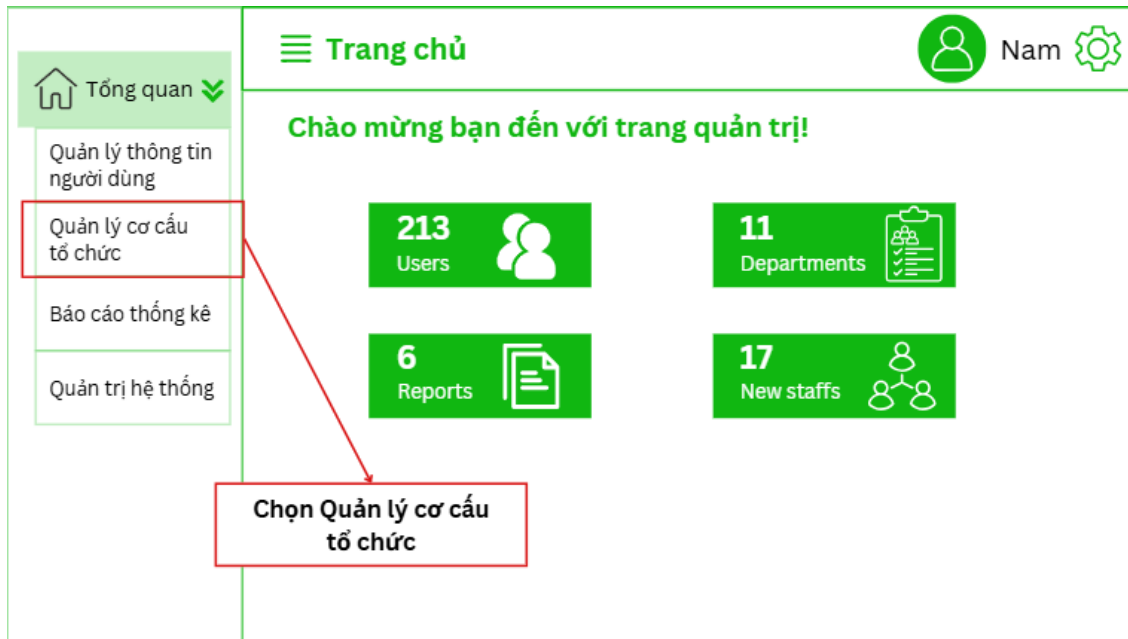 Trang chủ
Nam
Tổng quan
Chào mừng bạn đến với trang quản trị!
Quản lý thông tin
người dùng
Quản lý cơ cấu
tổ chức
Báo cáo thống kê
Quản trị hệ thống
213
Users
11
Departments
6
Reports
17
New staffs
Chọn Quản lý cơ cấu
tổ chức